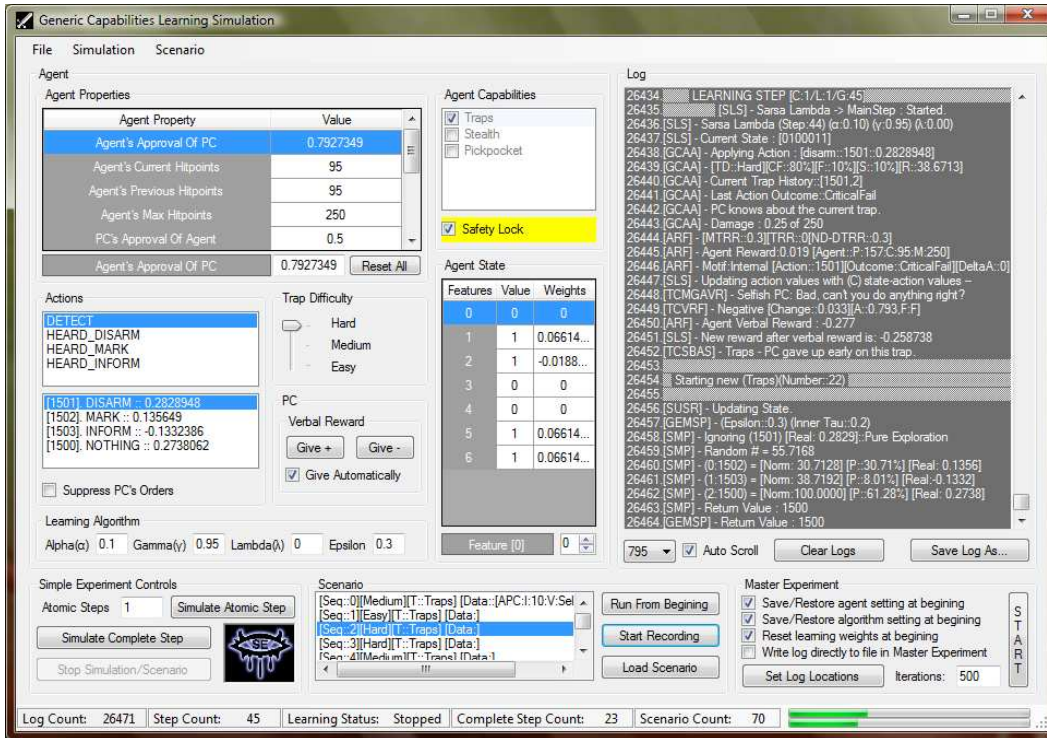 Generic Capabilities Learning Simulation
File Simulation Scenario
Agent
Agent Properties
Agent Property Value
Agent's Approval Of PC 0.7927349
Agent's Current Hitpoints 95
Agent's Previous Hitpoints 95
Agent's Max Hitpoints 250
PC's Approval Of Agent 0.5
Agent's Approval Of PC 0.7927349 Reset All
Actions
DETECT
HEARD_DISARM
HEARD_MARK
HEARD_INFORM
[1501]. DISARM :: 0.2828948
[1502]. MARK :: 0.135649
[1503]. INFORM :: -0.1332386
[1500]. NOTHING :: 0.2738062
Suppress PC's Orders
Trap Difficulty
Hard
Medium
Easy
PC
Verbal Reward
Give + Give -
Give Automatically
Learning Algorithm
Alpha(α) 0.1 Gamma(γ) 0.95 Lambda(λ) 0 Epsilon 0.3
Agent Capabilities
Traps
Stealth
Pickpocket
Safety Lock
Agent State
Features Value Weights
0 0 0
1 1 0.06614...
2 1 -0.0188...
3 0 0
4 0 0
5 1 0.06614...
6 1 0.06614...
Feature [0] 0
Log
26434. LEARNING STEP [C:1/L:1/G:45]
26435. [SLS] - Sarsa Lambda -> MainStep : Started.
26436.[SLS] - Sarsa Lambda (Step:44) (α:0.10) (γ:0.95) (λ:0.00)
26437.[SLS] - Current State : [0100011]
26438.[GCAA] - Applying Action : [disarm::1501::0.2828948]
26439.[GCAA] - [TD::Hard][CF::80%][F::10%][S::10%][R::38.6713]
26440.[GCAA] - Current Trap History::[1501,2]
26441.[GCAA] - Last Action Outcome::CriticalFail
26442.[GCAA] - PC knows about the current trap.
26443.[GCAA] - Damage : 0.25 of 250
26444.[ARF] - [MTRR::0.3][TRR::0[ND-DTRR::0.3]
26445.[ARF] - Agent Reward:0.019 [Agent::P:157:C:95:M:250]
26446.[ARF] - Motif:Internal [Action::1501][Outcome::CriticalFail][DeltaA::0]
26447.[SLS] - Updating action values with (C) state-action values --
26448.[TCMGAVR] - Selfish PC: Bad, can't you do anything right?
26449.[TCVRF] - Negative [Change::0.033][A::0.793,F:F]
26450.[ARF] - Agent Verbal Reward : -0.277
26451.[SLS] - New reward after verbal reward is: -0.258738
26452.[TCSBAS] - Traps - PC gave up early on this trap.
26453.
26454. Starting new (Traps)(Number::22)
26455.
26456.[SUSR] - Updating State.
26457.[GEMSP] - (Epsilon::0.3) (Inner Tau::0.2)
26458.[SMP] - Ignoring (1501) [Real: 0.2829]::Pure Exploration
26459.[SMP] - Random # = 55.7168
26460.[SMP] - (0:1502) = [Norm: 30.7128] [P::30.71%] [Real: 0.1356]
26461.[SMP] - (1:1503) = [Norm: 38.7192] [P::8.01%] [Real:-0.1332]
26462.[SMP] - (2:1500) = [Norm:100.0000] [P::61.28%] [Real: 0.2738]
26463.[SMP] - Return Value : 1500
26464.[GEMSP] - Return Value : 1500
795 Auto Scroll Clear Logs Save Log As...
Simple Experiment Controls
Atomic Steps 1 Simulate Atomic Step
Simulate Complete Step
Stop Simulation/Scenario
SE
Scenario
[Seq::0][Medium][T::Traps] [Data::[APC:I:10:V:Sel
[Seq::1][Easy][T::Traps] [Data:]
[Seq::2][Hard][T::Traps] [Data:]
[Seq::3][Hard][T::Traps] [Data:]
[Seq::4][Medium][T::Traps] [Data:]
Run From Begining
Start Recording
Load Scenario
Master Experiment
Save/Restore agent setting at begining
Save/Restore algorithm setting at begining
Reset learning weights at begining
Write log directly to file in Master Experiment
Set Log Locations Iterations: 500
START
Log Count: 26471 Step Count: 45 Learning Status: Stopped Complete Step Count: 23 Scenario Count: 70